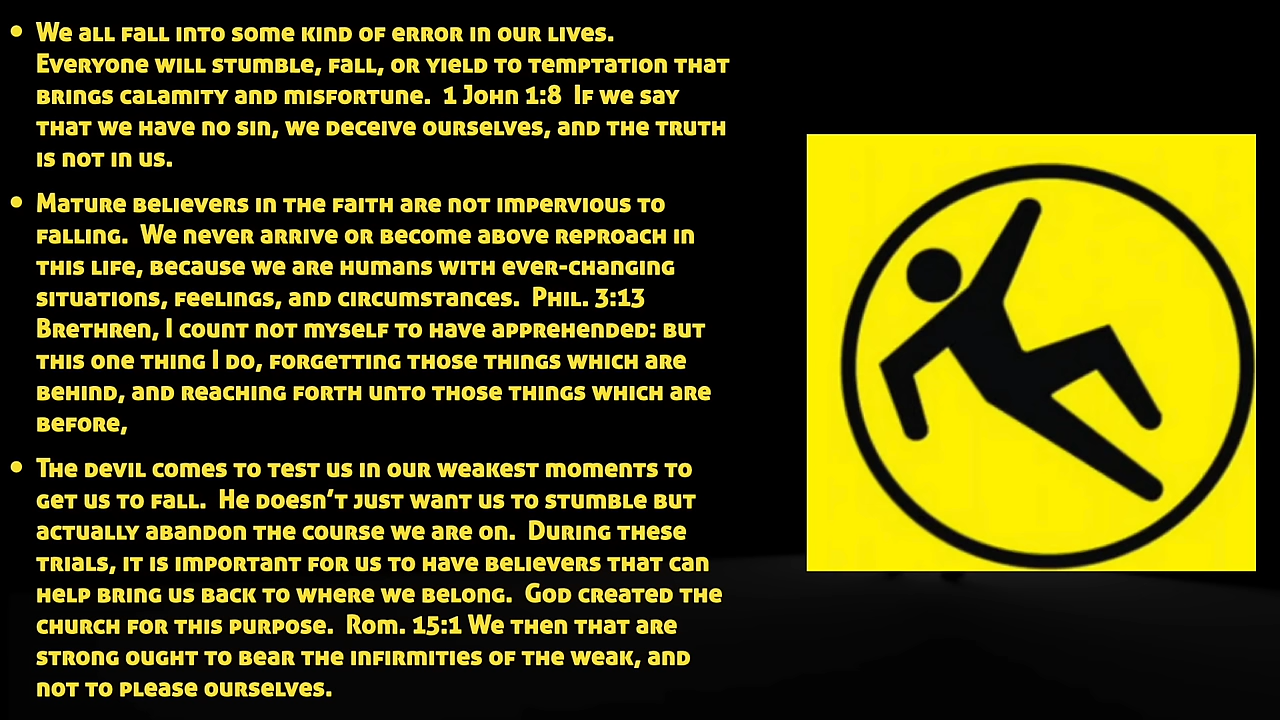 • We all fall into some kind of error in our lives.
Everyone will stumble, fall, or yield to temptation that
brings calamity and misfortune.  1 John 1:8  If we say
that we have no sin, we deceive ourselves, and the truth
is not in us.
• Mature believers in the faith are not impervious to
falling.  We never arrive or become above reproach in
this life, because we are humans with ever-changing
situations, feelings, and circumstances.  Phil. 3:13
Brethren, I count not myself to have apprehended: but
this one thing I do, forgetting those things which are
behind, and reaching forth unto those things which are
before,
• The devil comes to test us in our weakest moments to
get us to fall.  He doesn't just want us to stumble but
actually abandon the course we are on.  During these
trials, it is important for us to have believers that can
help bring us back to where we belong.  God created the
church for this purpose.  Rom. 15:1 We then that are
strong ought to bear the infirmities of the weak, and
not to please ourselves.